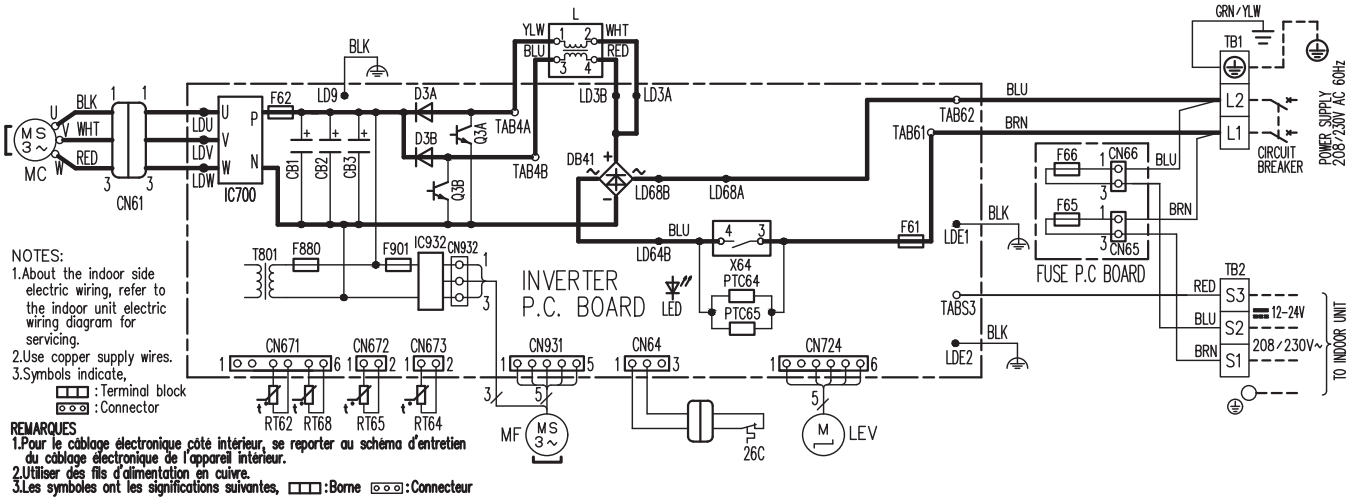 L
YLW 1 2 WHT
BLU 3 4 RED
GRN/YLW
TB1
BLK
LD9
U BLK 1 1
MS 3~ V WHT
W RED
MC
3 3
CN61
LDU
LDV
LDW
U
V
W
P
N
IC700
F62
CB1
CB2
CB3
+
+
+
D3A
D3B
Q3A
Q3B
TAB4A
TAB4B
LD3B
LD3A
DB41
+
~
~
−
LD68B
LD68A
TAB62
TAB61
BLU
BRN
L2
L1
CIRCUIT
BREAKER
POWER SUPPLY
208/230V AC 60Hz
F66
1 CN66
3
BLU
F65
1
3
CN65
BRN
FUSE P.C BOARD
BLU
LD64B
4 3
X64
PTC64
PTC65
LED
F61
LDE1
BLK
TABS3
LDE2
BLK
TB2
RED S3
BLU S2
BRN S1
12-24V
208/230V~
TO INDOOR UNIT
T801
F880
F901
IC932
CN932
1
3
INVERTER
P.C. BOARD
CN671
1 6
CN672
1 2
CN673
1 2
CN931
1 5
CN64
1 3
CN724
1 5
t°
RT62
RT68
t°
RT65
t°
RT64
3
5
MF
MS 3~
26C
5
M
LEV
NOTES:
1.About the indoor side
electric wiring, refer to
the indoor unit electric
wiring diagram for
servicing.
2.Use copper supply wires.
3.Symbols indicate,
: Terminal block
: Connector
REMARQUES
1.Pour le câblage électronique côté intérieur, se reporter au schéma d'entretien
du câblage électronique de l'appareil intérieur.
2.Utiliser des fils d'alimentation en cuivre.
3.Les symboles ont les significations suivantes, :Borne :Connecteur